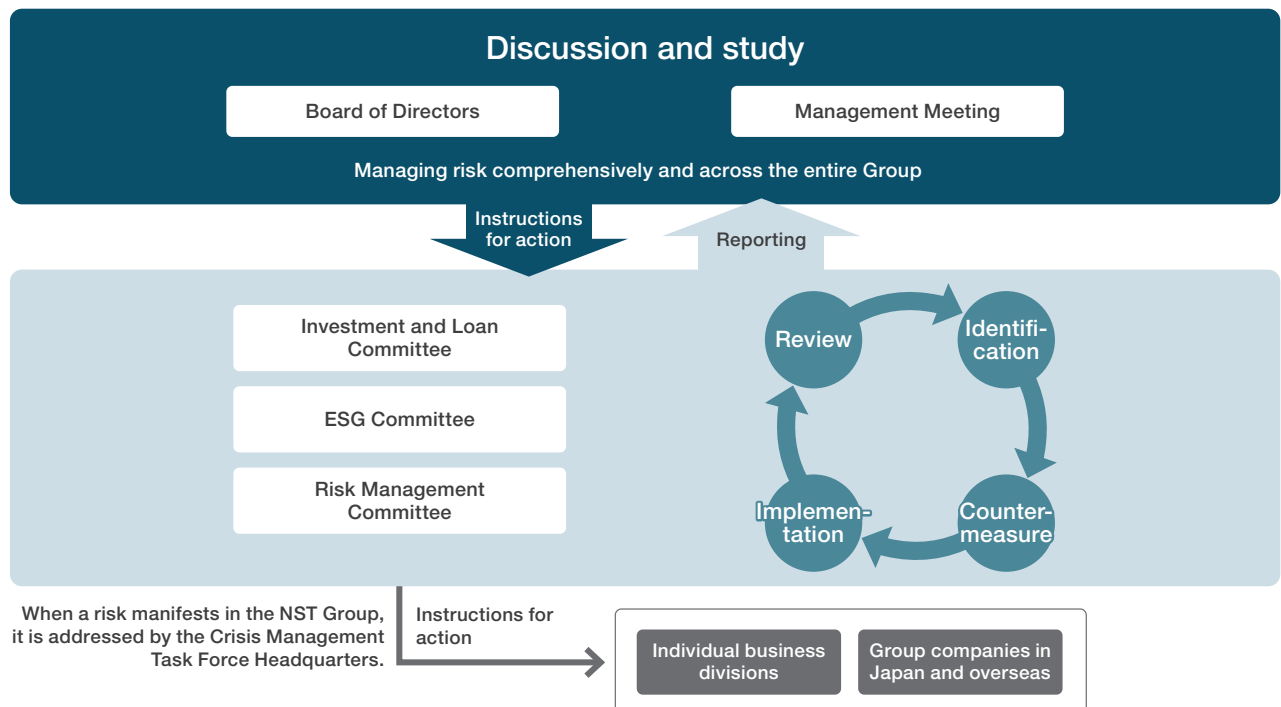 Discussion and study
Board of Directors
Management Meeting
Managing risk comprehensively and across the entire Group
Instructions
for action
Reporting
Investment and Loan
Committee
ESG Committee
Risk Management
Committee
Review
Identifi-
cation
Counter-
measure
Implemen-
tation
When a risk manifests in the NST Group,
it is addressed by the Crisis Management
Task Force Headquarters.
Instructions for
action
Individual business
divisions
Group companies in
Japan and overseas